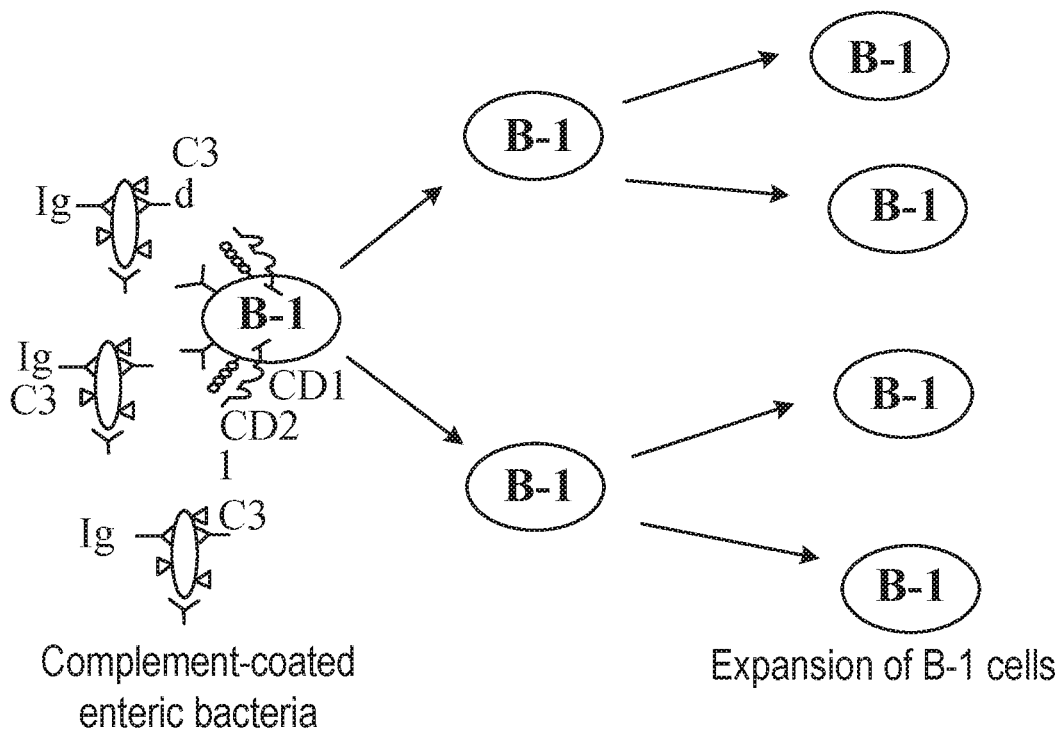 C3
d
Ig
Ig
C3
CD1
CD2
1
C3
Ig
B-1
B-1
B-1
B-1
B-1
B-1
B-1
Complement-coated
enteric bacteria
Expansion of B-1 cells